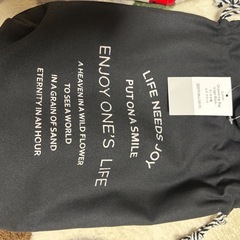 LIFE NEEDS JOY
PUT ON A SMILE
ENJOY ONE'S LIFE
A HEAVEN IN A WILD FLOWER
TO SEE A WORLD
IN A GRAIN OF SAND
ETERNITY IN AN HOUR